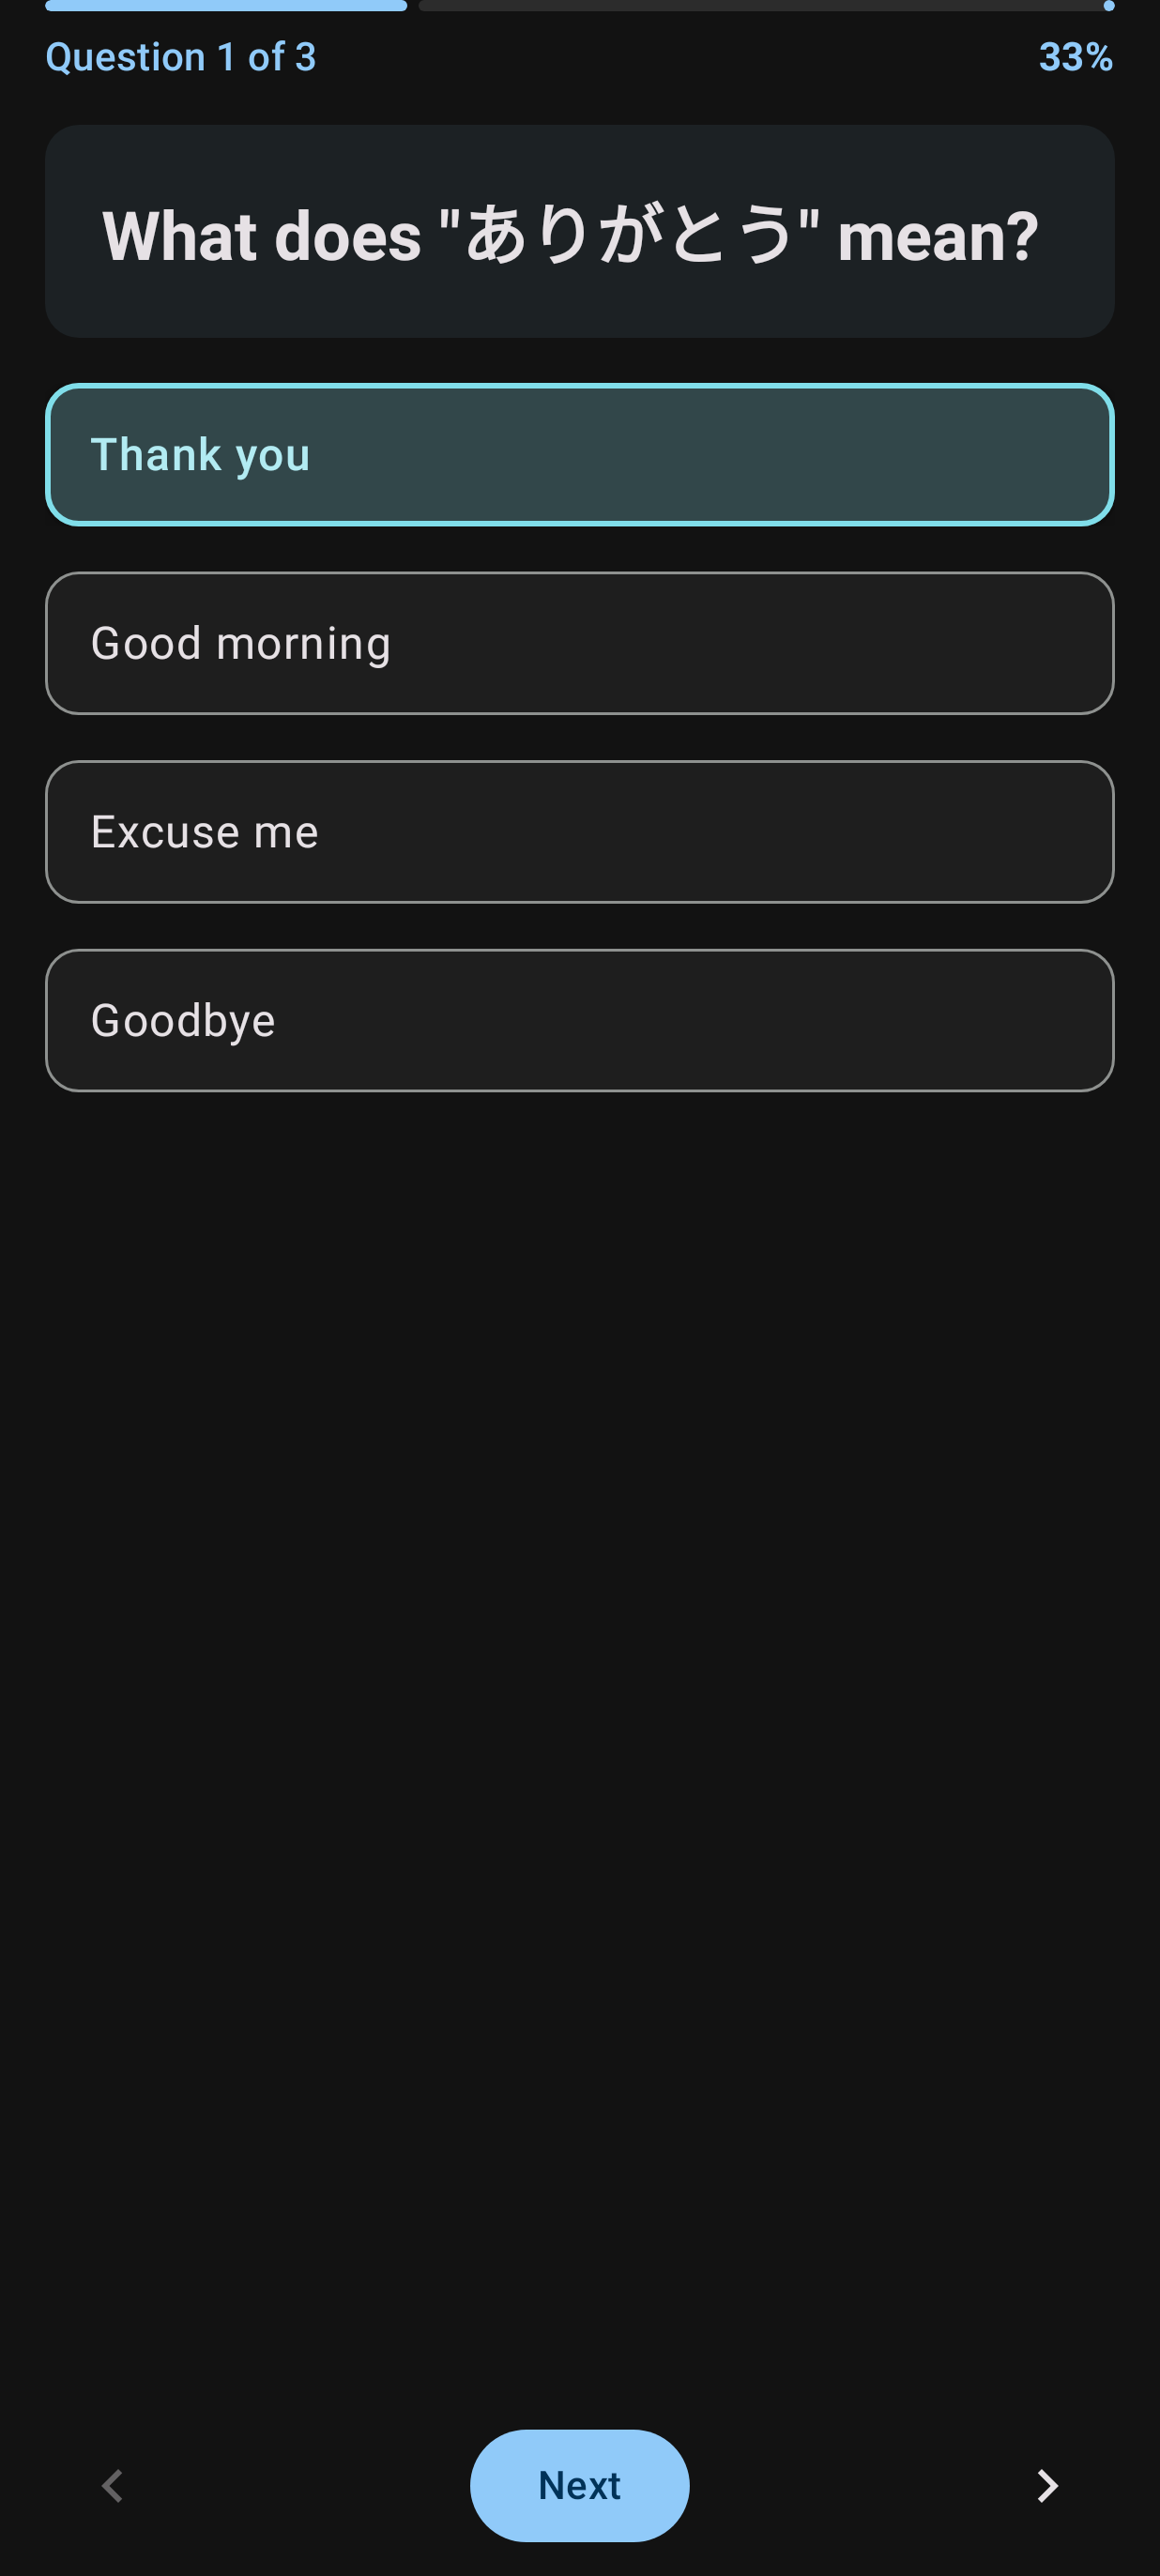 Question 1 of 3
33%
What does "ありがとう" mean?
Thank you
Good morning
Excuse me
Goodbye
Next